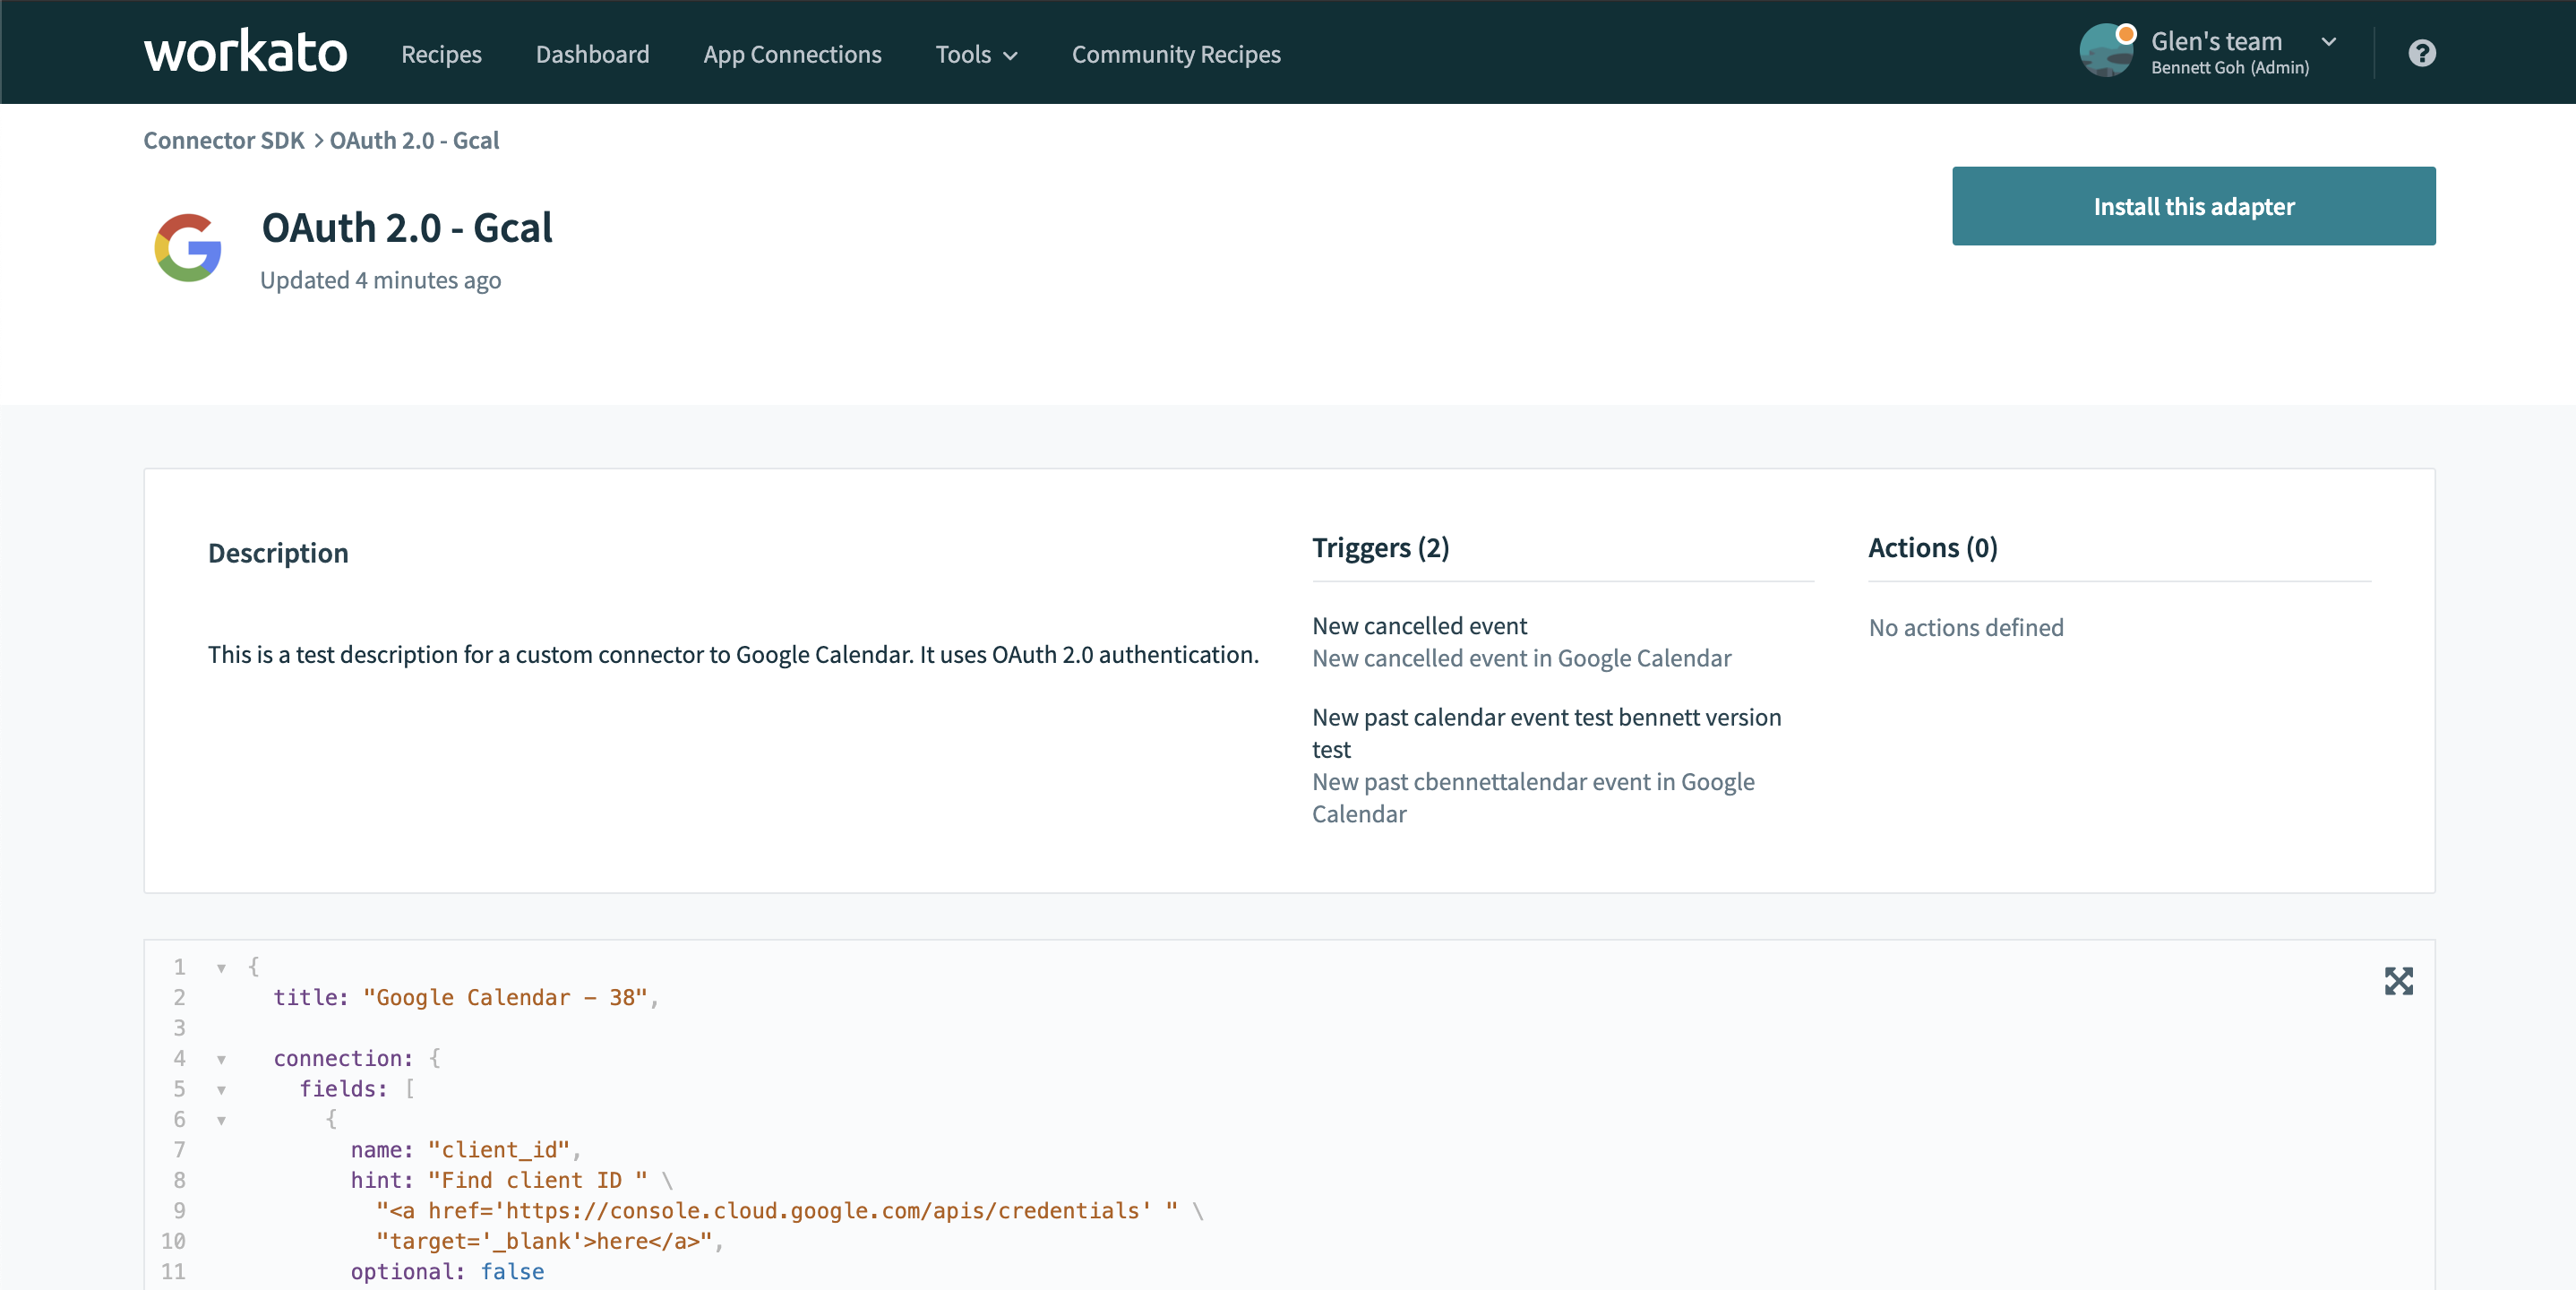 workato Recipes Dashboard App Connections Tools Community Recipes Glen's team
Bennett Goh (Admin)
Connector SDK > OAuth 2.0 - Gcal
Install this adapter
OAuth 2.0 - Gcal
Updated 4 minutes ago
Description
This is a test description for a custom connector to Google Calendar. It uses OAuth 2.0 authentication.
Triggers (2)
New cancelled event
New cancelled event in Google Calendar
New past calendar event test bennett version
test
New past cbennettalendar event in Google
Calendar
Actions (0)
No actions defined
1 {
2 title: "Google Calendar – 38",
3
4 connection: {
5 fields: [
6 {
7 name: "client_id",
8 hint: "Find client ID " \
9 "<a href='https://console.cloud.google.com/apis/credentials' " \
10 "target='_blank'>here</a>",
11 optional: false